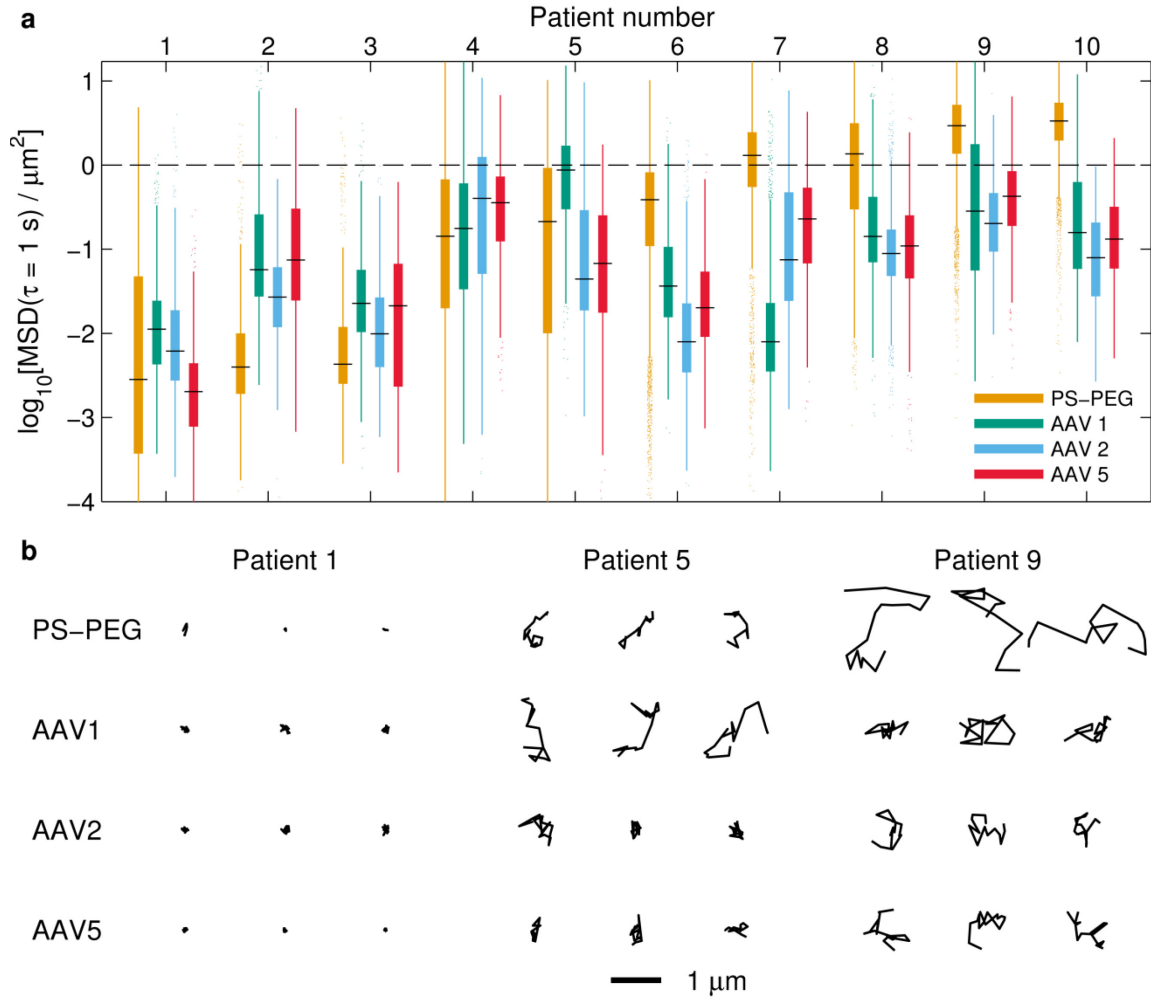 a
Patient number
1 2 3 4 5 6 7 8 9 10
log10[MSD(τ = 1 s) / μm²]
1
0
−1
−2
−3
−4
PS−PEG
AAV 1
AAV 2
AAV 5
b
Patient 1 Patient 5 Patient 9
PS−PEG
AAV1
AAV2
AAV5
1 μm